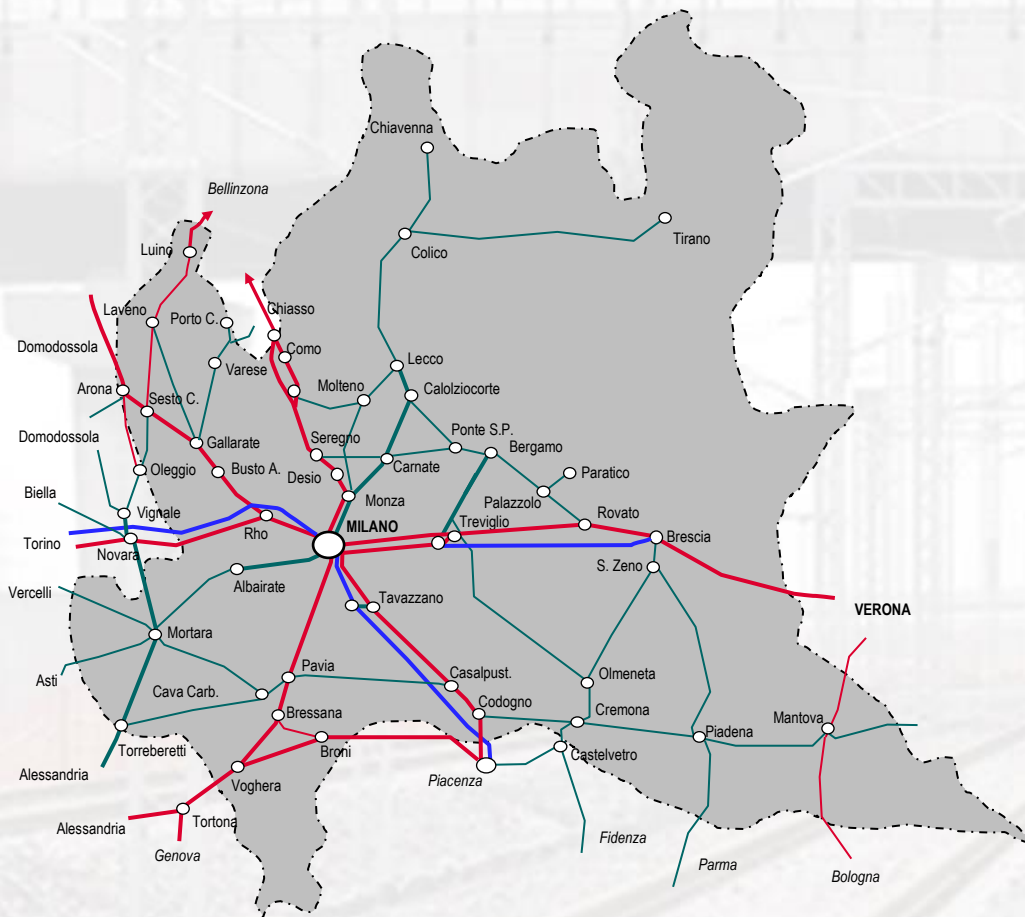 Chiavenna
Bellinzona
Tirano
Luino
Colico
Laveno
Porto C.
Chiasso
Domodossola
Como
Varese
Lecco
Arona
Sesto C.
Molteno
Calolziocorte
Domodossola
Gallarate
Seregno
Ponte S.P.
Bergamo
Oleggio
Busto A.
Desio
Carnate
Paratico
Biella
Vignale
Monza
Palazzolo
MILANO
Treviglio
Rovato
Torino
Novara
Rho
Brescia
S. Zeno
Vercelli
Albairate
Tavazzano
VERONA
Mortara
Asti
Pavia
Casalpust.
Olmeneta
Cava Carb.
Codogno
Bressana
Cremona
Mantova
Torreberetti
Broni
Piadena
Castelvetro
Alessandria
Voghera
Piacenza
Alessandria
Tortona
Genova
Fidenza
Parma
Bologna